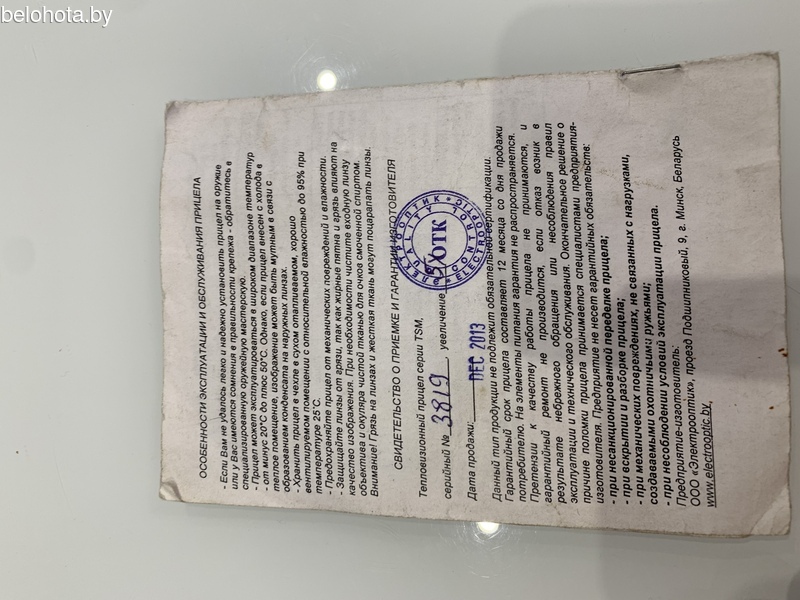 belohota.by
ОСОБЕННОСТИ ЭКСПЛУАТАЦИИ И ОБСЛУЖИВАНИЯ ПРИЦЕЛА
- Если Вам не удалось легко и надежно установить прицел на оружие
или у Вас имеются сомнения в правильности крепежа - обратитесь в
специализированную оружейную мастерскую.
- Прицел может эксплуатироваться в широком диапазоне температур
- от минус 20°С до плюс 50°С. Однако, если прицел внесен с холода в
теплое помещение, изображение может быть мутным в связи с
образованием конденсата на наружных линзах.
- Хранить прицел в чехле в сухом отапливаемом, хорошо
вентилируемом помещении с относительной влажностью до 95% при
температуре 25°С.
- Предохраняйте прицел от механических повреждений и влажности.
- Защищайте линзы от грязи, так как жирные пятна и грязь влияют на
качество изображения. При необходимости чистите входную линзу
объектива и окуляра чистой тканью для очков смоченной спиртом.
Внимание! Грязь на линзах и жесткая ткань могут поцарапать линзы.
СВИДЕТЕЛЬСТВО О ПРИЕМКЕ И ГАРАНТИИ ИЗГОТОВИТЕЛЯ
Тепловизионный прицел серии TSM,
серийный № 3819 увеличение
ОТК
QUALITY CONTROL
ELECTROOPTIC
Дата продажи: DEC 2013
Данный тип продукции не подлежит обязательной сертификации.
Гарантийный срок прицела составляет 12 месяца со дня продажи
потребителю. На элементы питания гарантия не распространяется.
Претензии к качеству работы прицела не принимаются, и
гарантийный ремонт не производится, если отказ возник в
результате небрежного обращения или несоблюдения правил
эксплуатации и технического обслуживания. Окончательное решение о
причине поломки прицела принимается специалистами предприятия-
изготовителя. Предприятие не несет гарантийных обязательств:
- при несанкционированной переделке прицела;
- при вскрытии и разборке прицела;
- при механических повреждениях, не связанных с нагрузками,
создаваемыми охотничьими ружьями;
- при несоблюдении условий эксплуатации прицела.
Предприятие-изготовитель:
ООО «Электрооптик», проезд Подшипниковый, 9, г. Минск, Беларусь
www.electrooptic.by,